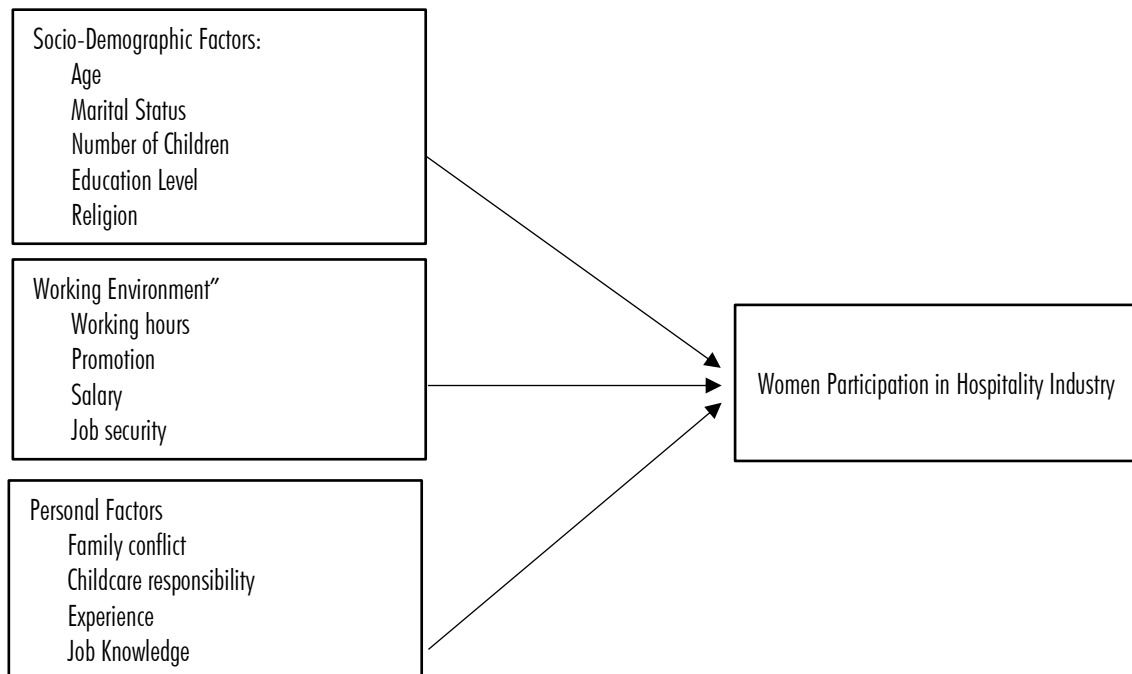 Socio-Demographic Factors:
Age
Marital Status
Number of Children
Education Level
Religion
Working Environment”
Working hours
Promotion
Salary
Job security
Women Participation in Hospitality Industry
Personal Factors
Family conflict
Childcare responsibility
Experience
Job Knowledge